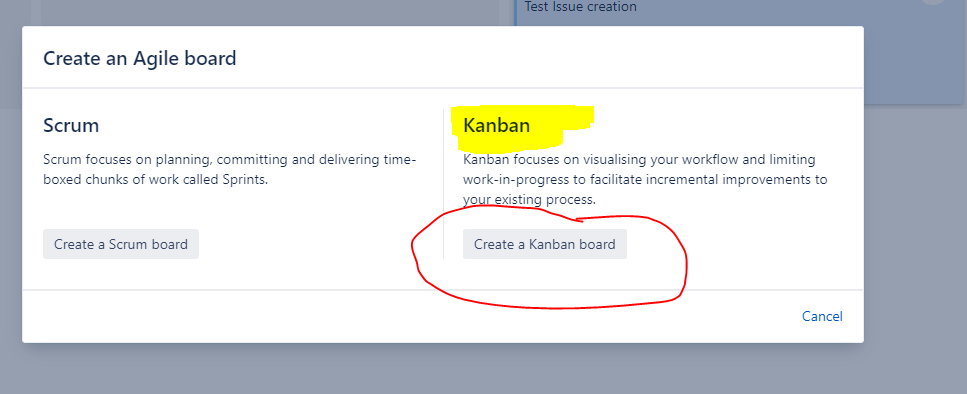 Test Issue creation
Create an Agile board
Scrum
Scrum focuses on planning, committing and delivering time-
boxed chunks of work called Sprints.
Create a Scrum board
Kanban
Kanban focuses on visualising your workflow and limiting
work-in-progress to facilitate incremental improvements to
your existing process.
Create a Kanban board
Cancel